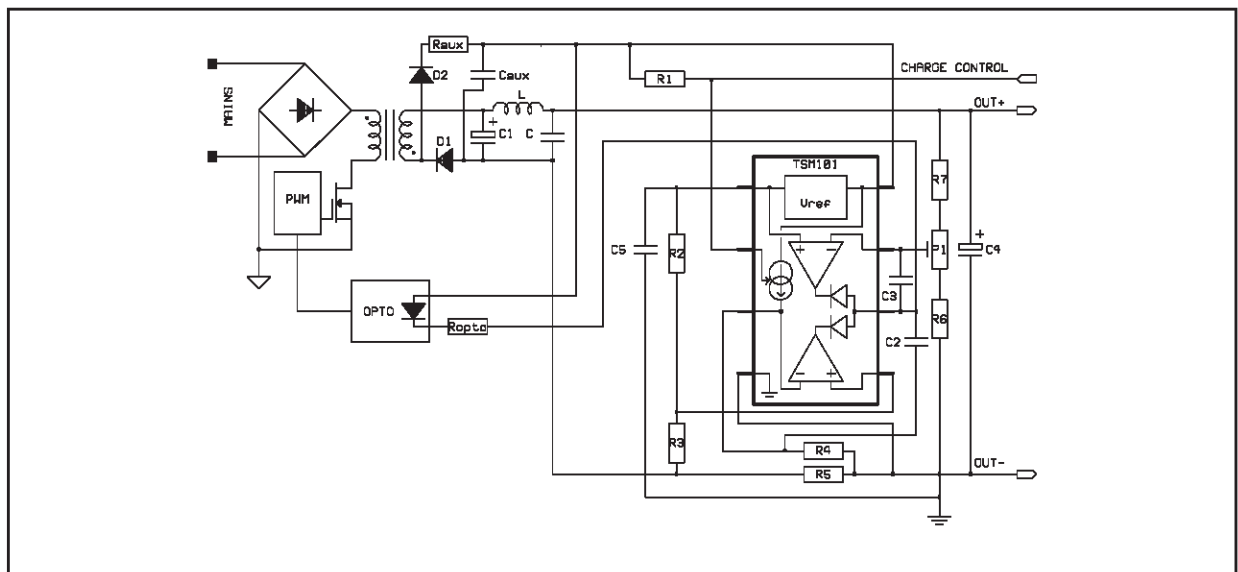 Raux
D2
Caux
R1
CHARGE CONTROL
MAINS
L
OUT+
+
C1
C
D1
TSM101
R7
PWM
Vref
+
C5
R2
+ −
P1
C4
C3
OPTO
Ropto
R6
C2
− +
R3
R4
OUT-
R5